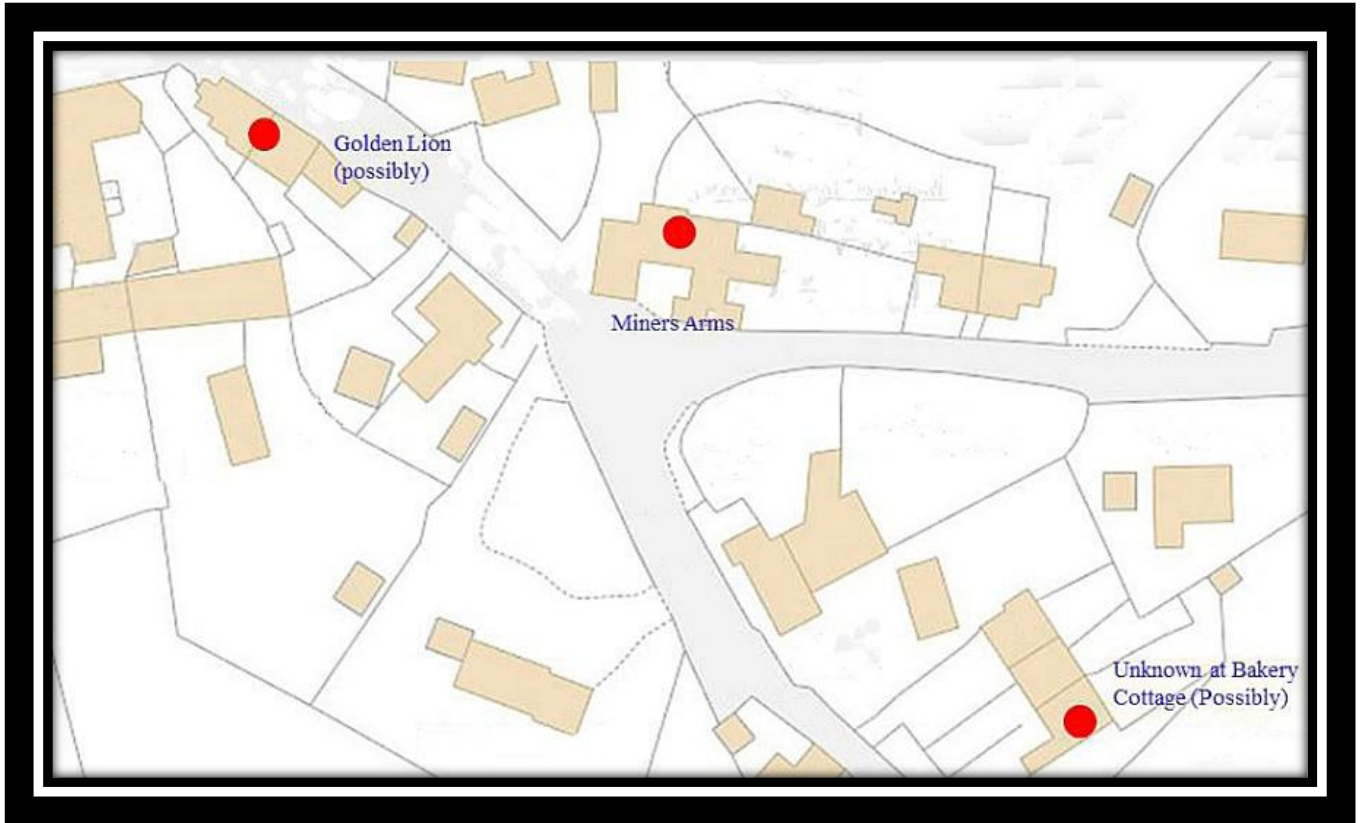 Golden Lion
(possibly)
Miners Arms
Unknown at Bakery
Cottage (Possibly)